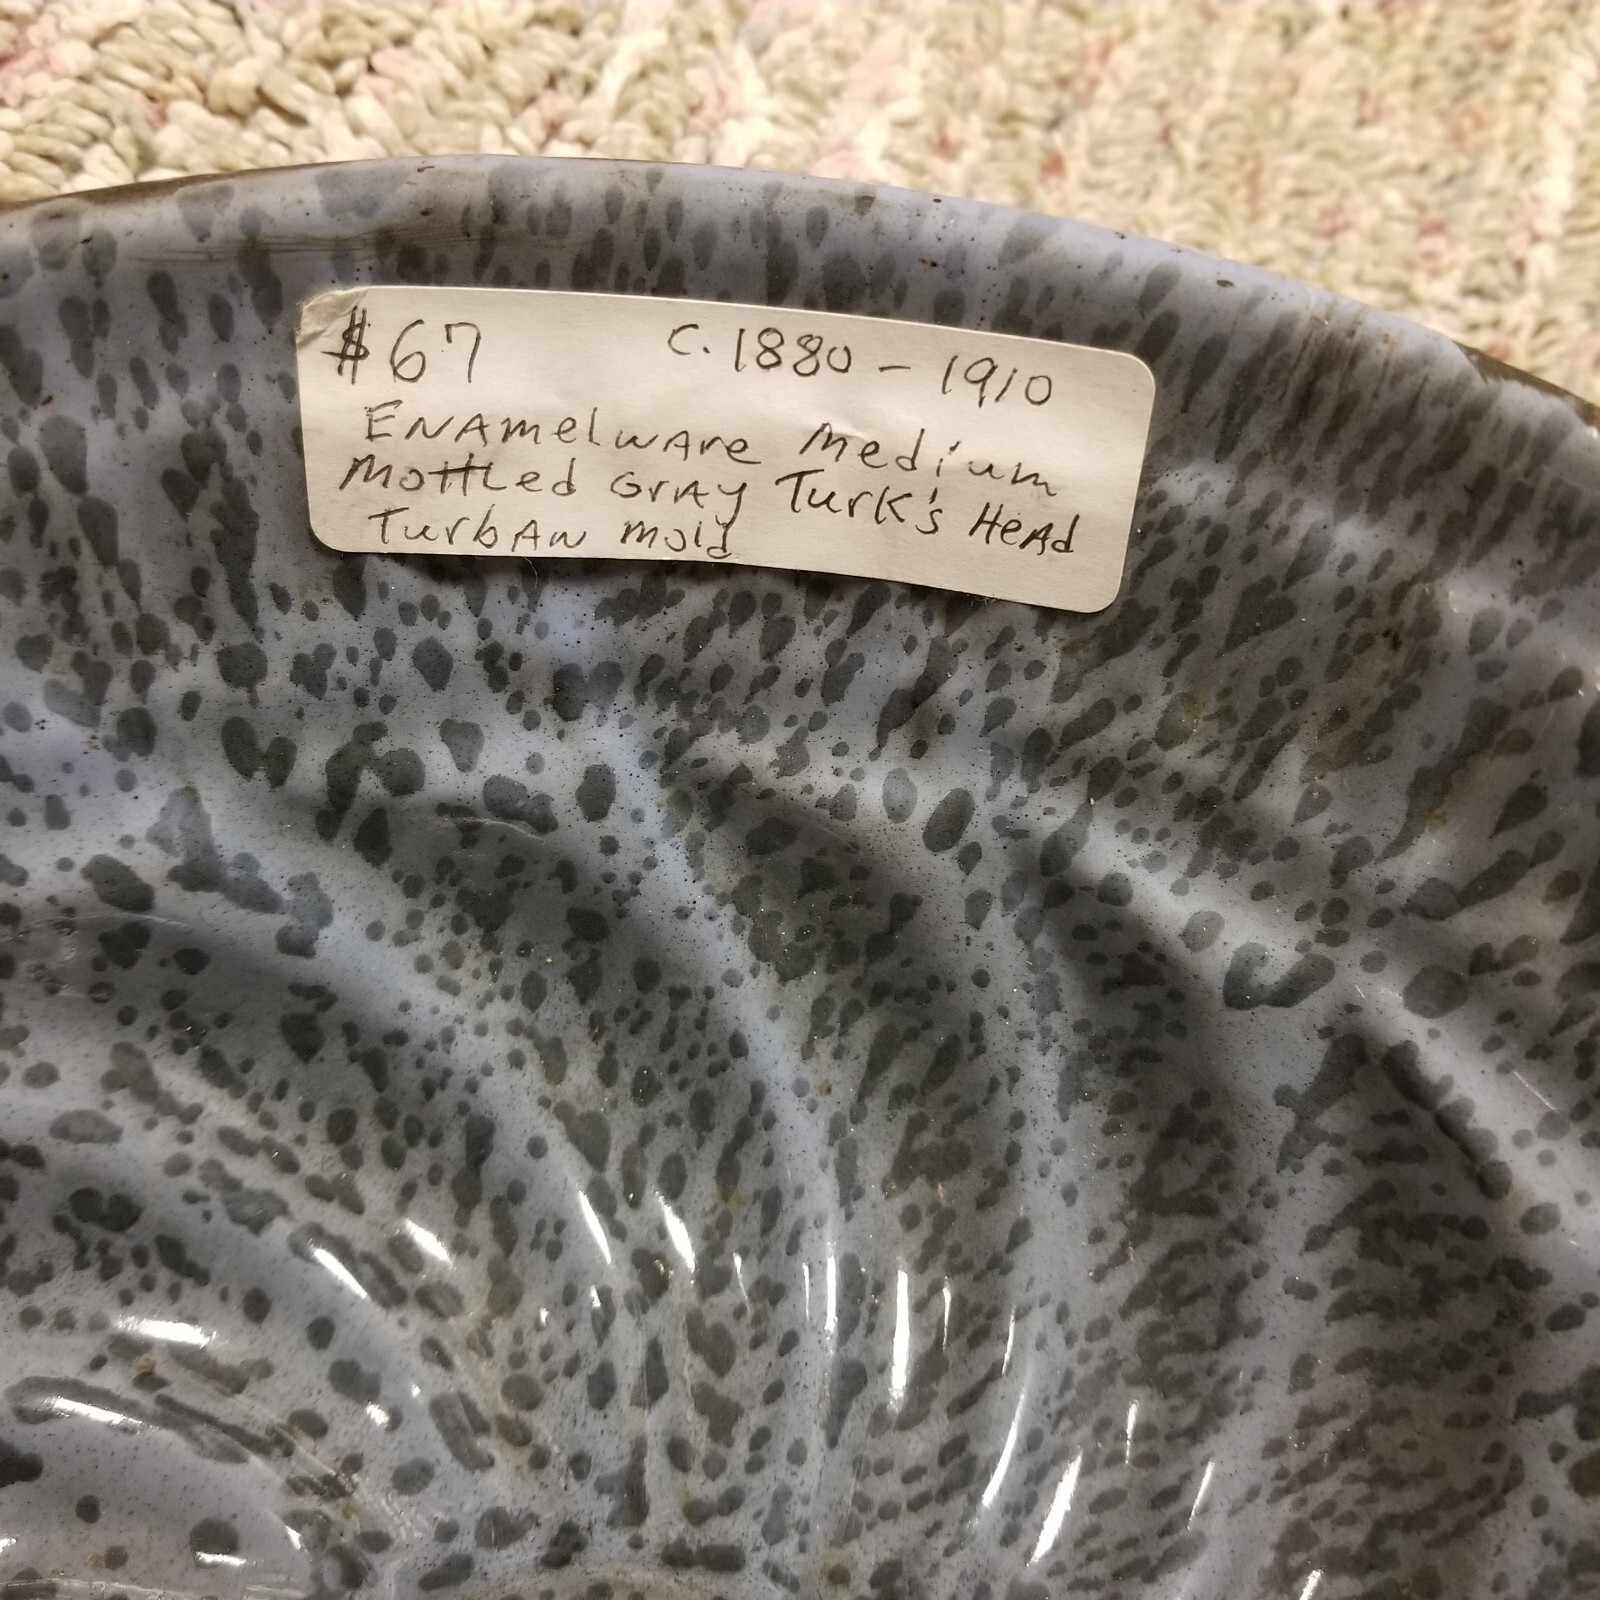 $67 c. 1880 - 1910
ENAmelwAre medium
mottled GrAy Turk's HeAd
TurbAN mold